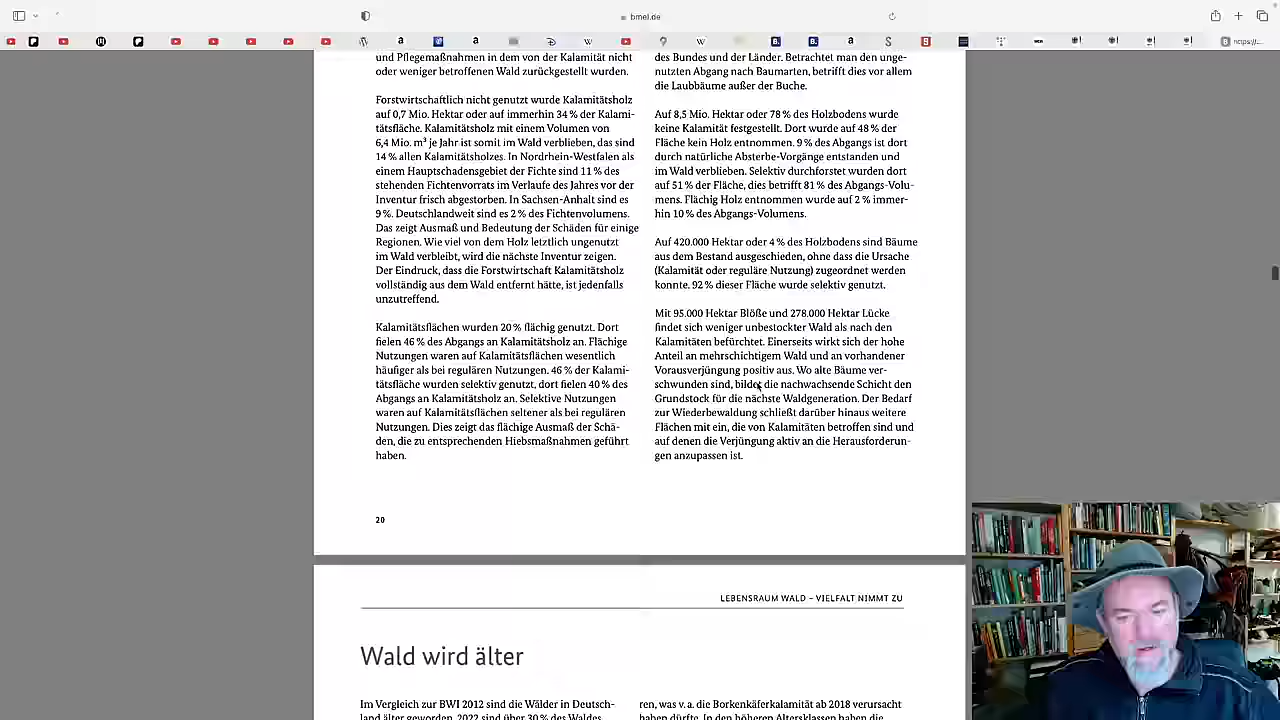 bmel.de
https://...
und Pflegemaßnahmen in dem von der Kalamität nicht
oder weniger betroffenen Wald zurückgestellt wurden.
Forstwirtschaftlich nicht genutzt wurde Kalamitätsholz
auf 0,7 Mio. Hektar oder auf immerhin 34 % der Kalami-
tätsfläche. Kalamitätsholz mit einem Volumen von
6,4 Mio. m³ je Jahr ist somit im Wald verblieben, das sind
14 % allen Kalamitätsholzes. In Nordrhein-Westfalen als
einem Hauptschadensgebiet der Fichte sind 11 % des
stehenden Fichtenvorrats im Verlaufe des Jahres vor der
Inventur frisch abgestorben. In Sachsen-Anhalt sind es
9 %. Deutschlandweit sind es 2 % des Fichtenvolumens.
Das zeigt Ausmaß und Bedeutung der Schäden für einige
Regionen. Wie viel von dem Holz letztlich ungenutzt
im Wald verbleibt, wird die nächste Inventur zeigen.
Der Eindruck, dass die Forstwirtschaft Kalamitätsholz
vollständig aus dem Wald entfernt hätte, ist jedenfalls
unzutreffend.
Kalamitätsflächen wurden 20 % flächig genutzt. Dort
fielen 46 % des Abgangs an Kalamitätsholz an. Flächige
Nutzungen waren auf Kalamitätsflächen wesentlich
häufiger als bei regulären Nutzungen. 46 % der Kalami-
tätsfläche wurden selektiv genutzt, dort fielen 40 % des
Abgangs an Kalamitätsholz an. Selektive Nutzungen
waren auf Kalamitätsflächen seltener als bei regulären
Nutzungen. Dies zeigt das flächige Ausmaß der Schä-
den, die zu entsprechenden Hiebsmaßnahmen geführt
haben.
des Bundes und der Länder. Betrachtet man den unge-
nutzten Abgang nach Baumarten, betrifft dies vor allem
die Laubbäume außer der Buche.
Auf 8,5 Mio. Hektar oder 78 % des Holzbodens wurde
keine Kalamität festgestellt. Dort wurde auf 48 % der
Fläche kein Holz entnommen. 9 % des Abgangs ist dort
durch natürliche Absterbe-Vorgänge entstanden und
im Wald verblieben. Selektiv durchforstet wurden dort
auf 51 % der Fläche, dies betrifft 81 % des Abgangs-Volu-
mens. Flächig Holz entnommen wurde auf 2 % immer-
hin 10 % des Abgangs-Volumens.
Auf 420.000 Hektar oder 4 % des Holzbodens sind Bäume
aus dem Bestand ausgeschieden, ohne dass die Ursache
(Kalamität oder reguläre Nutzung) zugeordnet werden
konnte. 92 % dieser Fläche wurde selektiv genutzt.
Mit 95.000 Hektar Blöße und 278.000 Hektar Lücke
findet sich weniger unbestockter Wald als nach den
Kalamitäten befürchtet. Einerseits wirkt sich der hohe
Anteil an mehrschichtigem Wald und an vorhandener
Vorausverjüngung positiv aus. Wo alte Bäume ver-
schwunden sind, bildet die nachwachsende Schicht den
Grundstock für die nächste Waldgeneration. Der Bedarf
zur Wiederbewaldung schließt darüber hinaus weitere
Flächen mit ein, die von Kalamitäten betroffen sind und
auf denen die Verjüngung aktiv an die Herausforderun-
gen anzupassen ist.
20
LEBENSRAUM WALD – VIELFALT NIMMT ZU
Wald wird älter
Im Vergleich zur BWI 2012 sind die Wälder in Deutsch-
land älter geworden. 2022 sind über 30 % des Waldes
ren, was v. a. die Borkenkäferkalamität ab 2018 verursacht
haben dürfte. In den höheren Altersklassen haben die